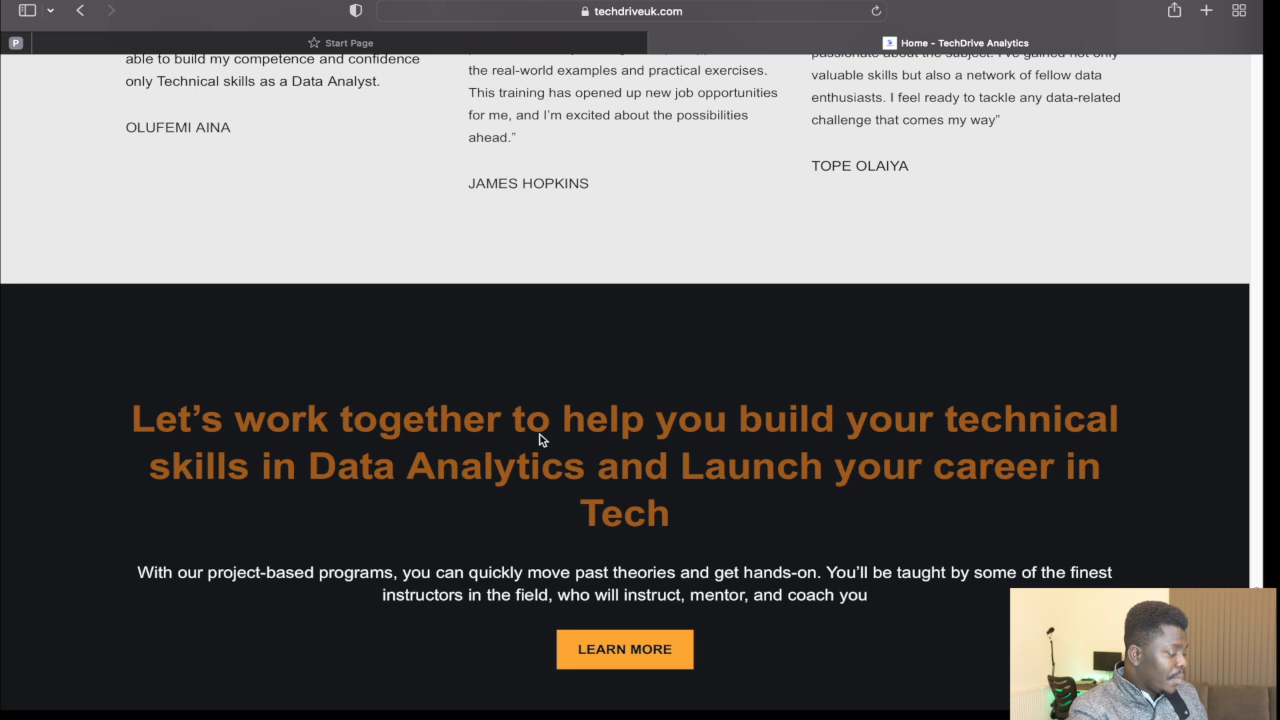 techdriveuk.com
P
Start Page
Home - TechDrive Analytics
able to build my competence and confidence
only Technical skills as a Data Analyst.
OLUFEMI AINA
the real-world examples and practical exercises.
This training has opened up new job opportunities
for me, and I'm excited about the possibilities
ahead.”
JAMES HOPKINS
passionate about the subject. I've gained not only
valuable skills but also a network of fellow data
enthusiasts. I feel ready to tackle any data-related
challenge that comes my way”
TOPE OLAIYA
Let’s work together to help you build your technical
skills in Data Analytics and Launch your career in
Tech
With our project-based programs, you can quickly move past theories and get hands-on. You’ll be taught by some of the finest
instructors in the field, who will instruct, mentor, and coach you
LEARN MORE